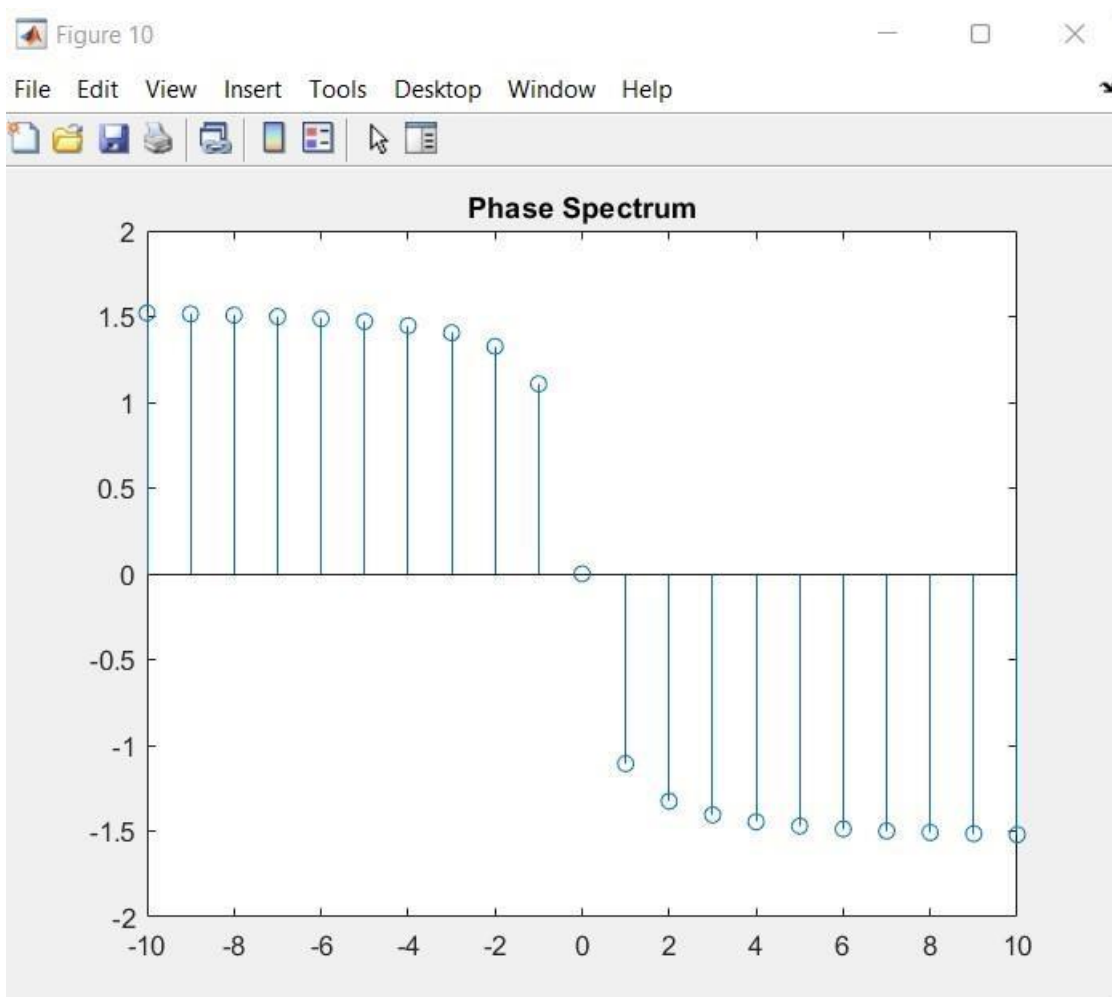 Figure 10
File Edit View Insert Tools Desktop Window Help
Phase Spectrum
2
1.5
1
0.5
0
-0.5
-1
-1.5
-2
-10 -8 -6 -4 -2 0 2 4 6 8 10